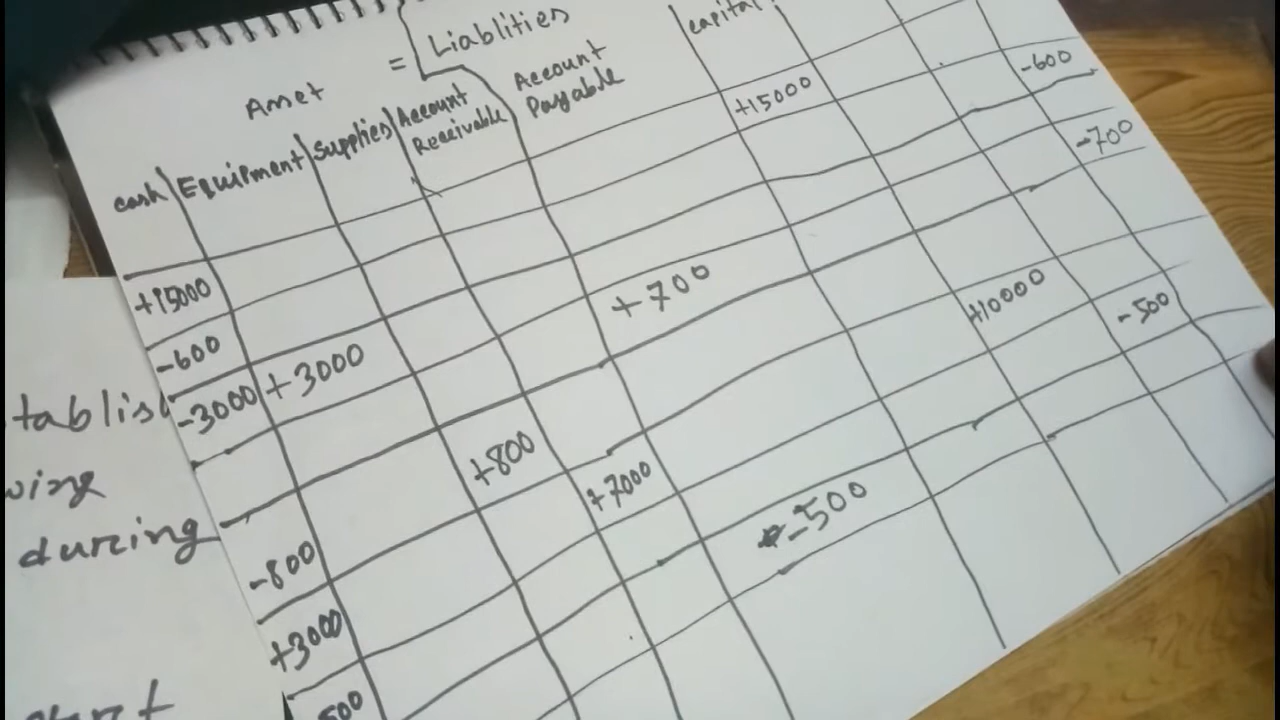 = Liablities
Amet
cash Equipment Supplies Account Receivable Account Payable capital
+15000 +15000 -600
-600 -700
-3000 +3000
+700
-800 +800
+3000 +7000 +10000
500 -500 -500
tablis
wing
during